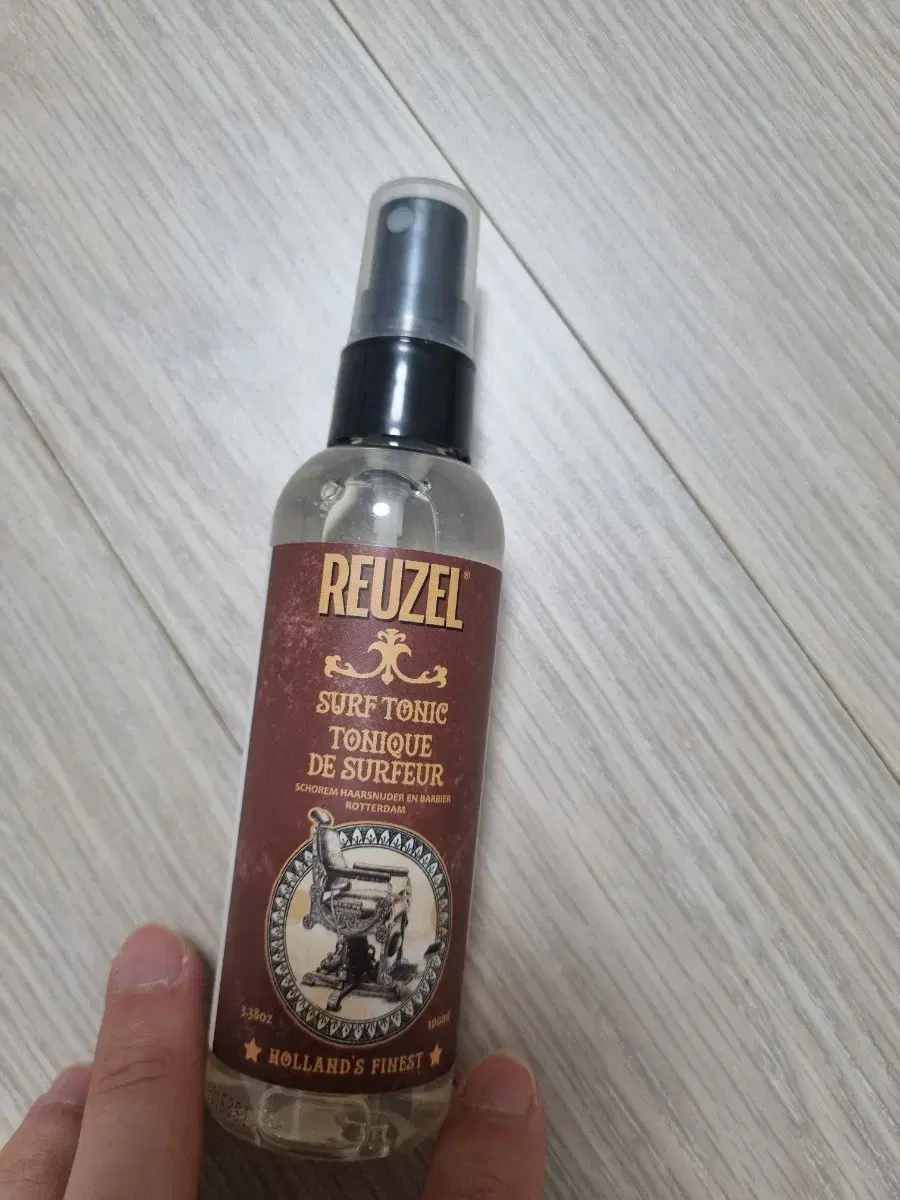 REUZEL®
SURF TONIC
TONIQUE
DE SURFEUR
SCHOREM HAARSNIJDER EN BARBIER
ROTTERDAM
3.38oz
100ml
HOLLAND'S FINEST